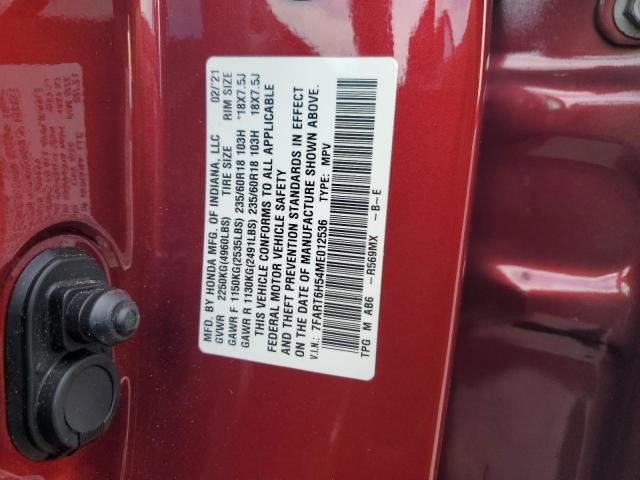 MFD. BY HONDA MFG. OF INDIANA, LLC 02/'21
GVWR 2250KG(4960LBS) TIRE SIZE RIM SIZE
GAWR F 1150KG(2535LBS) 235/60R18 103H 18X7.5J
GAWR R 1130KG(2491LBS) 235/60R18 103H 18X7.5J
THIS VEHICLE CONFORMS TO ALL APPLICABLE
FEDERAL MOTOR VEHICLE SAFETY
AND THEFT PREVENTION STANDARDS IN EFFECT
ON THE DATE OF MANUFACTURE SHOWN ABOVE.
V.I.N.: 7FART6H54ME012536 TYPE: MPV
TPG M AB6 -R569MX -B-E